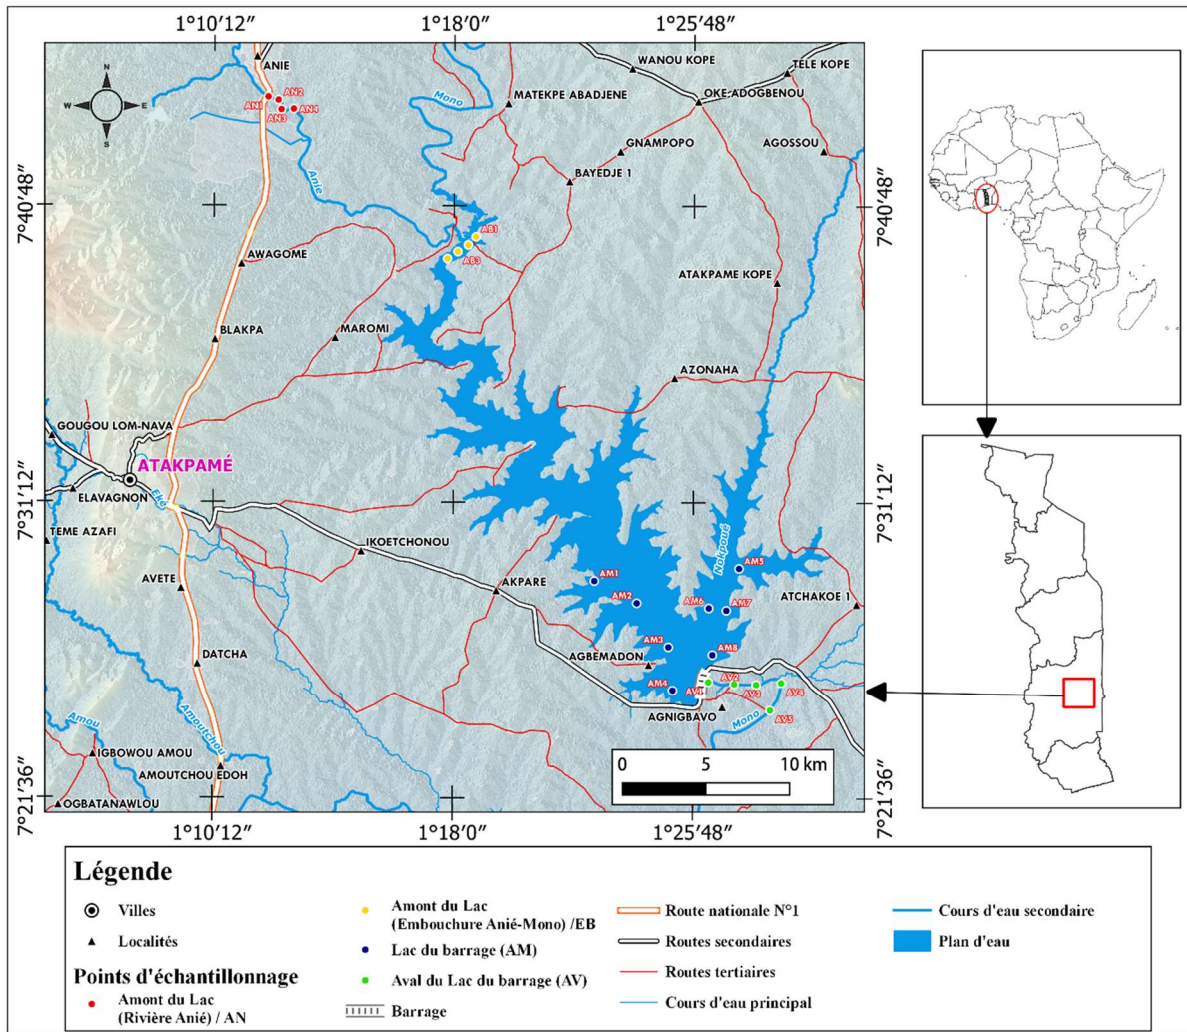 1°10′12″ 1°18′0″ 1°25′48″
ANIE
WANOU KOPE
TELE KOPE
N
W E
S
AN1 AN2
AN3 AN4
Mono
MATEKPE ABADJENE
OKE ADOGBENOU
GNAMPOPO
AGOSSOU
Anie
BAYEDJE 1
7°40′48″ 7°40′48″
AB1
AB3
AWAGOME
ATAKPAME KOPE
BLAKPA
MAROMI
AZONAHA
GOUGOU LOM-NAVA
ATAKPAMÉ
ELAVAGNON
Eké
7°31′12″ 7°31′12″
TEME AZAFI
IKOETCHONOU
Nokpoué
AVETE
AKPARE
AM1
AM5
AM2
AM6 AM7
ATCHAKOE 1
AM3
AM8
DATCHA
AGBEMADON
AM4
AV1 AV2 AV3 AV4
AGNIGBAVO
AV5
Mono
Amou
Amoutchou
IGBOWOU AMOU
AMOUTCHOU EDOH
OGBATANAWLOU
0 5 10 km
7°21′36″ 7°21′36″
1°10′12″ 1°18′0″ 1°25′48″
Légende
Villes
Localités
Points d'échantillonnage
Amont du Lac
(Rivière Anié) / AN
Amont du Lac
(Embouchure Anié-Mono) /EB
Lac du barrage (AM)
Aval du Lac du barrage (AV)
Barrage
Route nationale N°1
Routes secondaires
Routes tertiaires
Cours d'eau principal
Cours d'eau secondaire
Plan d'eau